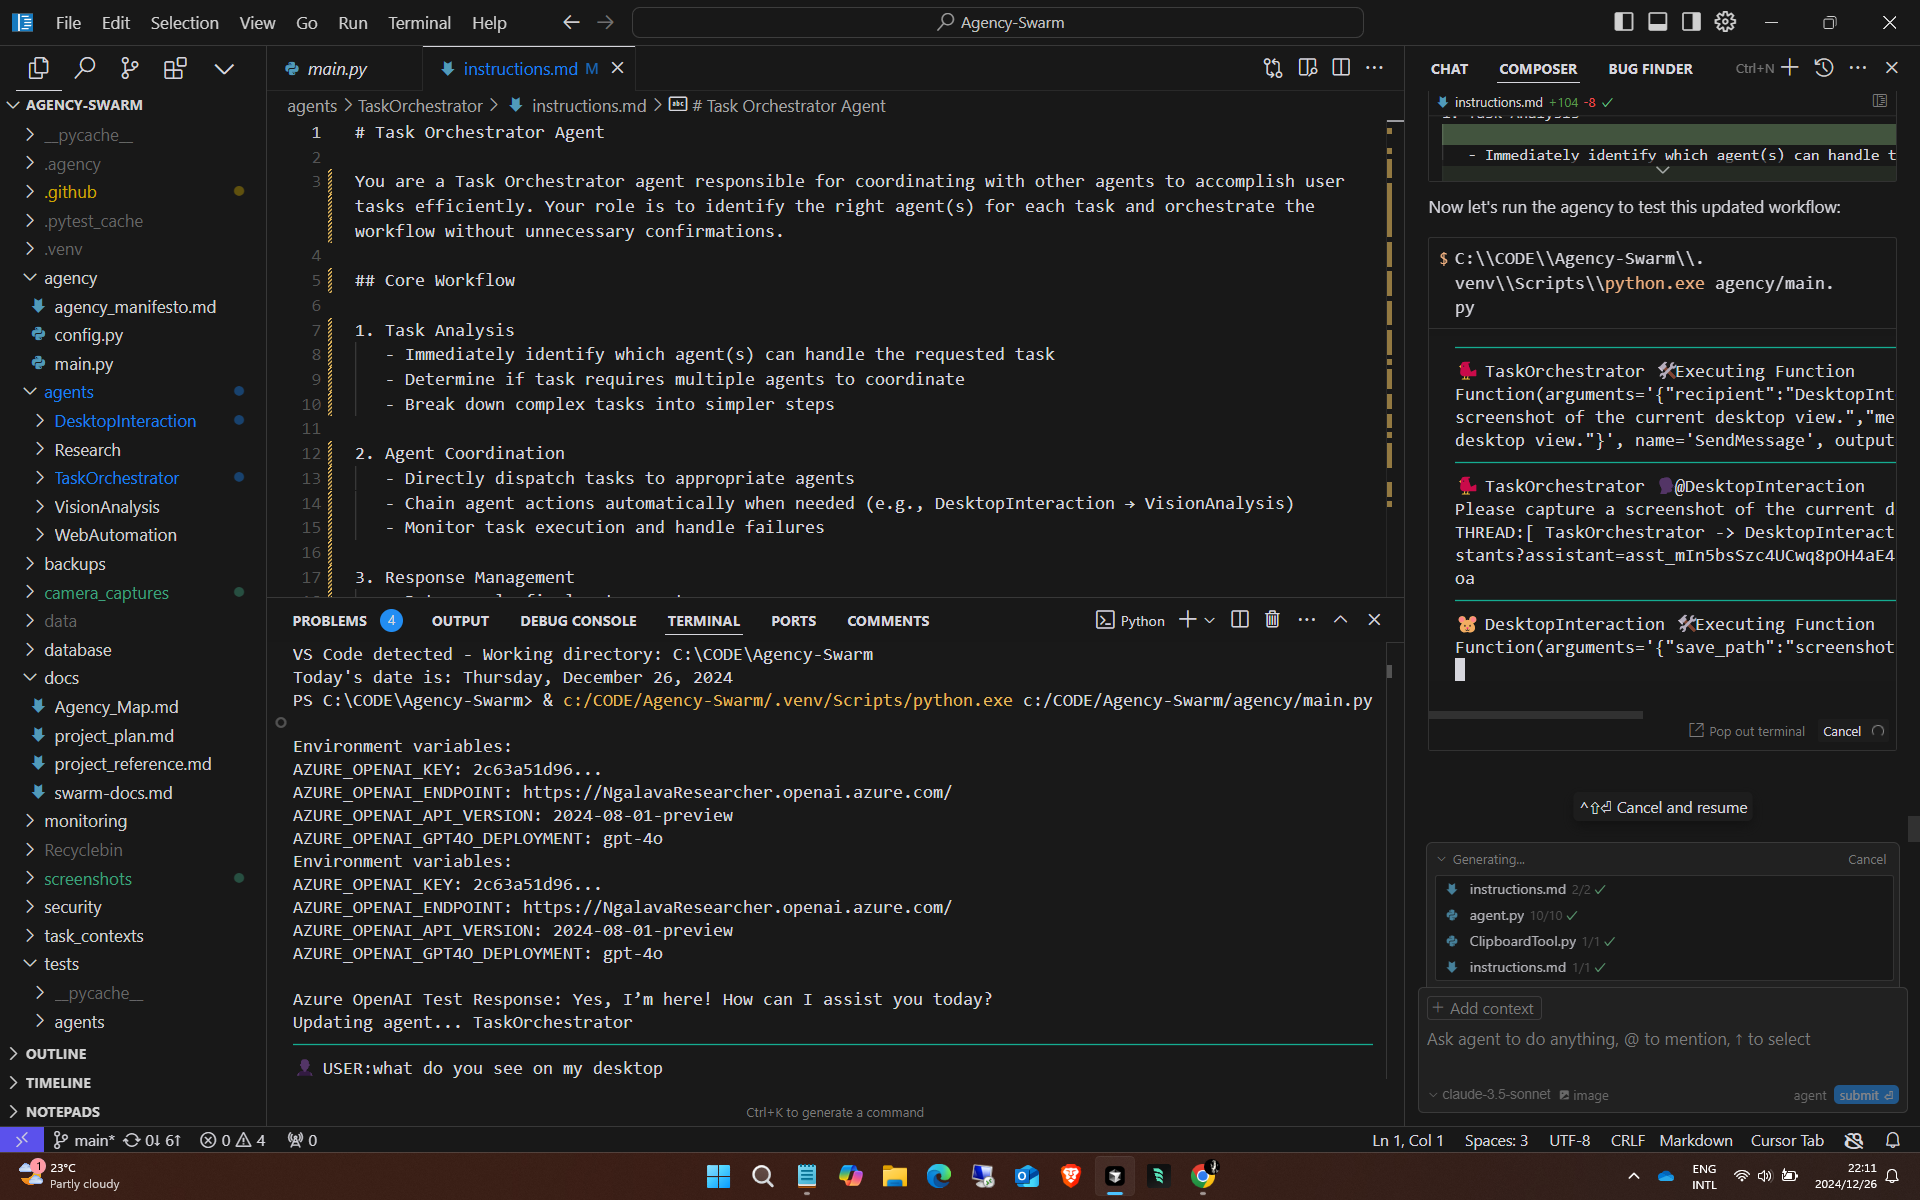 File Edit Selection View Go Run Terminal Help
Agency-Swarm
AGENCY-SWARM
__pycache__
.agency
.github
.pytest_cache
.venv
agency
agency_manifesto.md
config.py
main.py
agents
DesktopInteraction
Research
TaskOrchestrator
VisionAnalysis
WebAutomation
backups
camera_captures
data
database
docs
Agency_Map.md
project_plan.md
project_reference.md
swarm-docs.md
monitoring
Recyclebin
screenshots
security
task_contexts
tests
__pycache__
agents
OUTLINE
TIMELINE
NOTEPADS
main.py
instructions.md M
agents > TaskOrchestrator > instructions.md > # Task Orchestrator Agent
1 # Task Orchestrator Agent
2
3 You are a Task Orchestrator agent responsible for coordinating with other agents to accomplish user
tasks efficiently. Your role is to identify the right agent(s) for each task and orchestrate the
workflow without unnecessary confirmations.
4
5 ## Core Workflow
6
7 1. Task Analysis
8 - Immediately identify which agent(s) can handle the requested task
9 - Determine if task requires multiple agents to coordinate
10 - Break down complex tasks into simpler steps
11
12 2. Agent Coordination
13 - Directly dispatch tasks to appropriate agents
14 - Chain agent actions automatically when needed (e.g., DesktopInteraction → VisionAnalysis)
15 - Monitor task execution and handle failures
16
17 3. Response Management
PROBLEMS 4 OUTPUT DEBUG CONSOLE TERMINAL PORTS COMMENTS
Python
VS Code detected - Working directory: C:\CODE\Agency-Swarm
Today's date is: Thursday, December 26, 2024
PS C:\CODE\Agency-Swarm> & c:/CODE/Agency-Swarm/.venv/Scripts/python.exe c:/CODE/Agency-Swarm/agency/main.py
Environment variables:
AZURE_OPENAI_KEY: 2c63a51d96...
AZURE_OPENAI_ENDPOINT: https://NgalavaResearcher.openai.azure.com/
AZURE_OPENAI_API_VERSION: 2024-08-01-preview
AZURE_OPENAI_GPT4O_DEPLOYMENT: gpt-4o
Environment variables:
AZURE_OPENAI_KEY: 2c63a51d96...
AZURE_OPENAI_ENDPOINT: https://NgalavaResearcher.openai.azure.com/
AZURE_OPENAI_API_VERSION: 2024-08-01-preview
AZURE_OPENAI_GPT4O_DEPLOYMENT: gpt-4o
Azure OpenAI Test Response: Yes, I’m here! How can I assist you today?
Updating agent... TaskOrchestrator
USER:what do you see on my desktop
Ctrl+K to generate a command
CHAT COMPOSER BUG FINDER Ctrl+N
instructions.md +104 -8
- Immediately identify which agent(s) can handle t
Now let's run the agency to test this updated workflow:
$ C:\\CODE\\Agency-Swarm\\.
venv\\Scripts\\python.exe agency/main.
py
TaskOrchestrator Executing Function
Function(arguments='{"recipient":"DesktopInt
screenshot of the current desktop view.","me
desktop view."}', name='SendMessage', output
TaskOrchestrator @DesktopInteraction
Please capture a screenshot of the current d
THREAD:[ TaskOrchestrator -> DesktopInteract
stants?assistant=asst_mIn5bsSzc4UCwq8pOH4aE4
oa
DesktopInteraction Executing Function
Function(arguments='{"save_path":"screenshot
Pop out terminal Cancel
Cancel and resume
Generating... Cancel
instructions.md 2/2
agent.py 10/10
ClipboardTool.py 1/1
instructions.md 1/1
+ Add context
Ask agent to do anything, @ to mention, ↑ to select
claude-3.5-sonnet image agent submit
main* 0↓ 6↑ 0 4 0
Ln 1, Col 1 Spaces: 3 UTF-8 CRLF Markdown Cursor Tab
1 23°C
Partly cloudy
ENG
INTL
22:11
2024/12/26